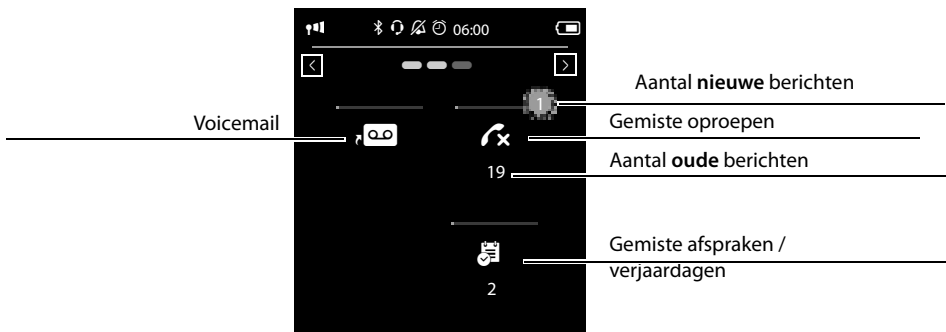 06:00
Aantal nieuwe berichten
1
Voicemail
Gemiste oproepen
Aantal oude berichten
19
Gemiste afspraken /
verjaardagen
2